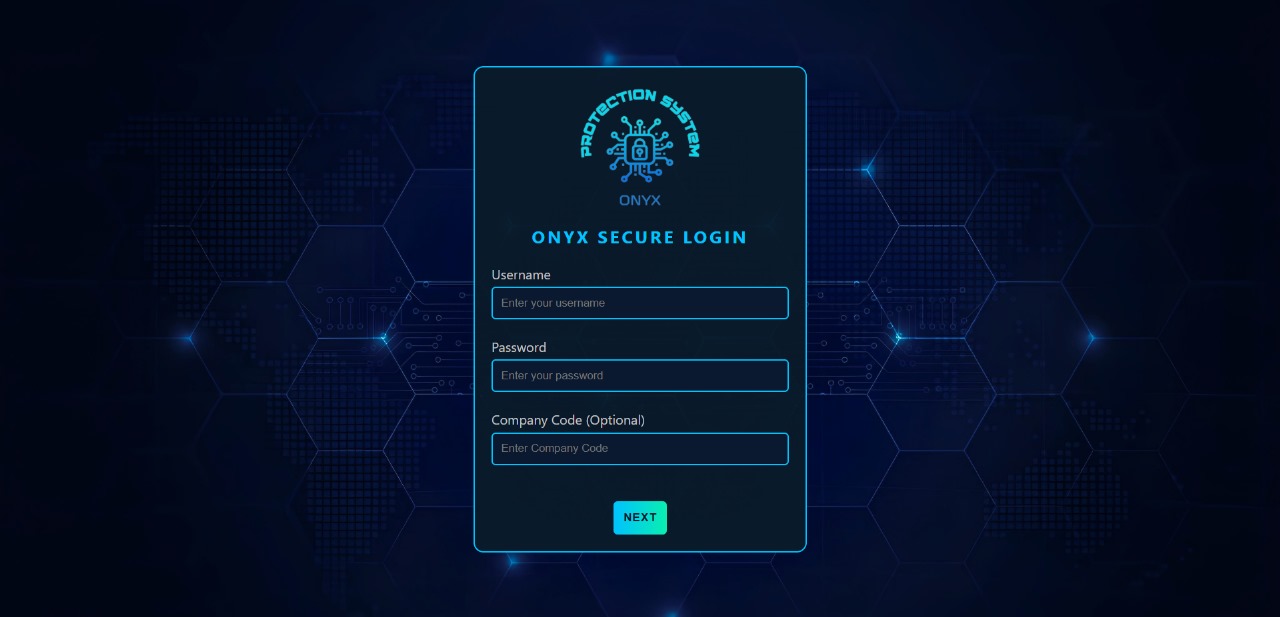 PROTECTION SYSTEM
ONYX
ONYX SECURE LOGIN
Username
Enter your username
Password
Enter your password
Company Code (Optional)
Enter Company Code
NEXT